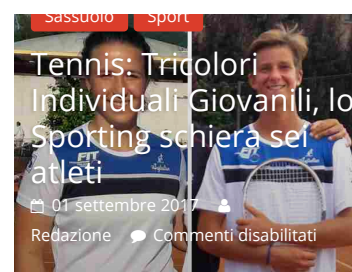 Sassuolo Sport
Tennis: Tricolori
Individuali Giovanili, lo
Sporting schiera sei
atleti
01 settembre 2017
Redazione Commenti disabilitati